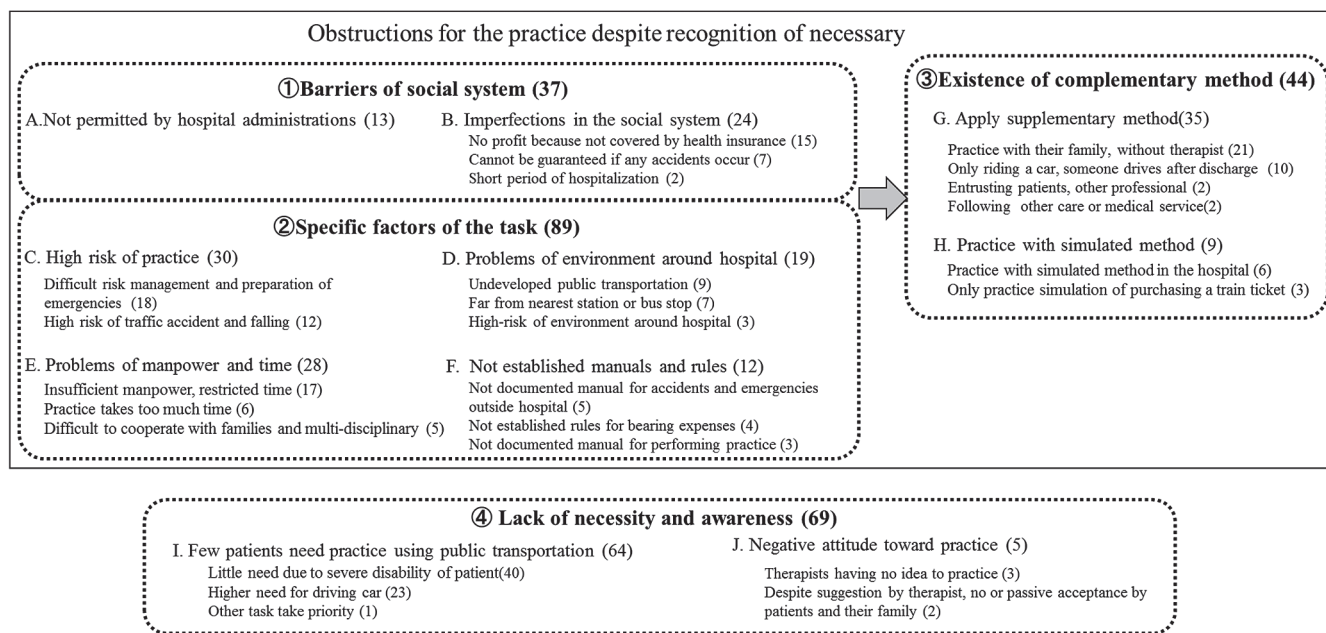 Obstructions for the practice despite recognition of necessary
①Barriers of social system (37)
A.Not permitted by hospital administrations (13)
B. Imperfections in the social system (24)
No profit because not covered by health insurance (15)
Cannot be guaranteed if any accidents occur (7)
Short period of hospitalization (2)
②Specific factors of the task (89)
C. High risk of practice (30)
Difficult risk management and preparation of
emergencies (18)
High risk of traffic accident and falling (12)
D. Problems of environment around hospital (19)
Undeveloped public transportation (9)
Far from nearest station or bus stop (7)
High-risk of environment around hospital (3)
E. Problems of manpower and time (28)
Insufficient manpower, restricted time (17)
Practice takes too much time (6)
Difficult to cooperate with families and multi-disciplinary (5)
F. Not established manuals and rules (12)
Not documented manual for accidents and emergencies
outside hospital (5)
Not established rules for bearing expenses (4)
Not documented manual for performing practice (3)
③Existence of complementary method (44)
G. Apply supplementary method(35)
Practice with their family, without therapist (21)
Only riding a car, someone drives after discharge (10)
Entrusting patients, other professional (2)
Following other care or medical service(2)
H. Practice with simulated method (9)
Practice with simulated method in the hospital (6)
Only practice simulation of purchasing a train ticket (3)
④ Lack of necessity and awareness (69)
I. Few patients need practice using public transportation (64)
Little need due to severe disability of patient(40)
Higher need for driving car (23)
Other task take priority (1)
J. Negative attitude toward practice (5)
Therapists having no idea to practice (3)
Despite suggestion by therapist, no or passive acceptance by
patients and their family (2)